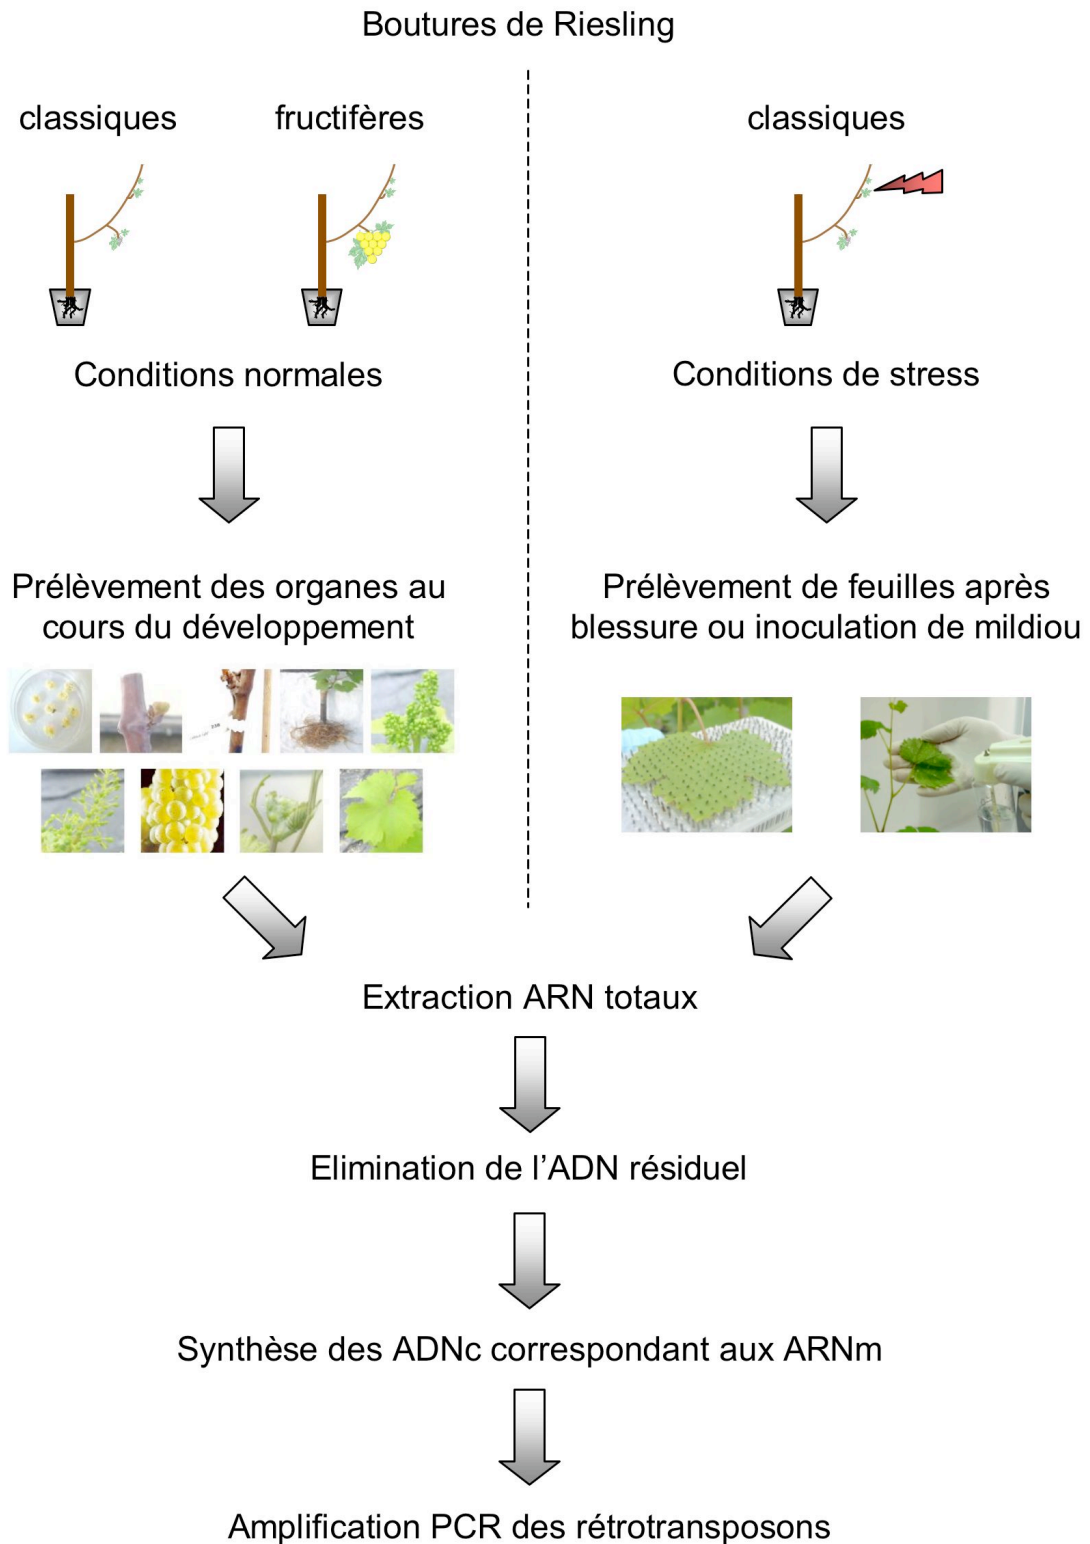 Boutures de Riesling
classiques
fructifères
classiques
Conditions normales
Conditions de stress
Prélèvement des organes au
cours du développement
Prélèvement de feuilles après
blessure ou inoculation de mildiou
Extraction ARN totaux
Elimination de l'ADN résiduel
Synthèse des ADNc correspondant aux ARNm
Amplification PCR des rétrotransposons